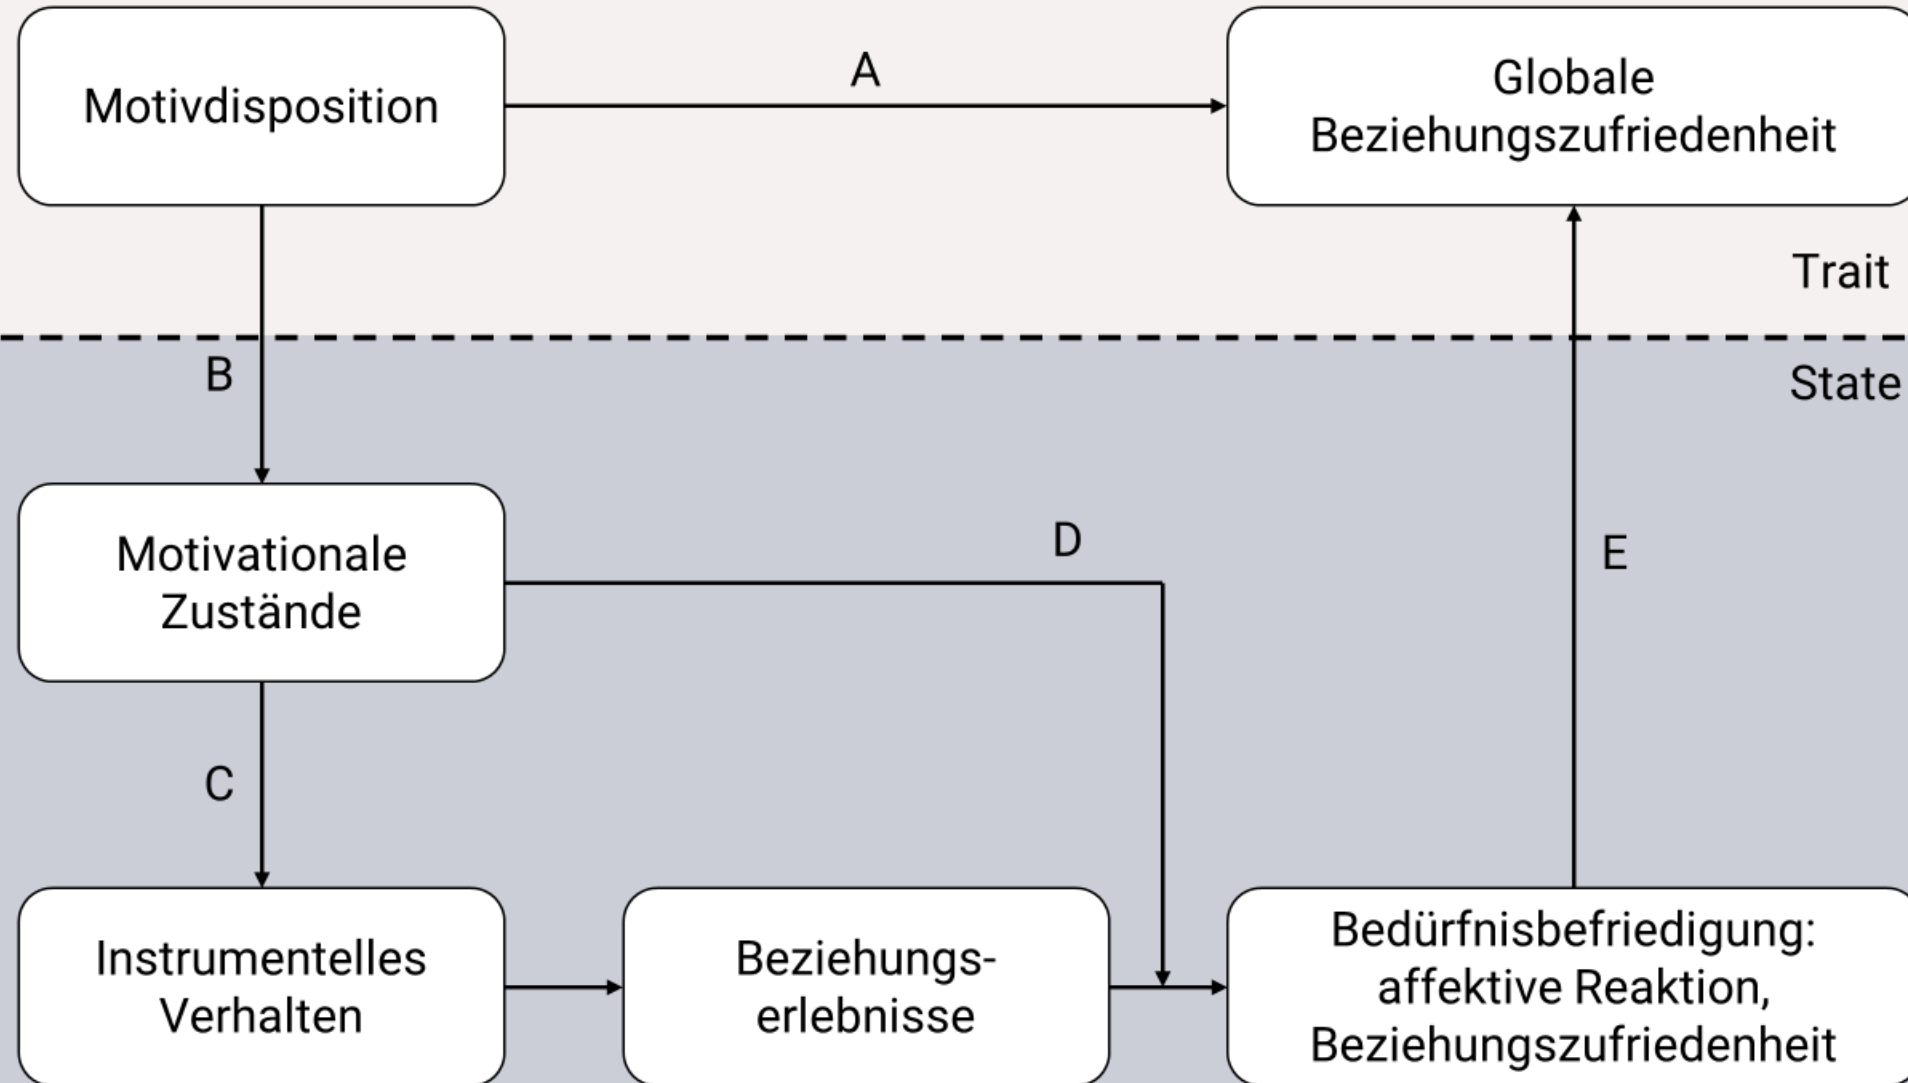 Motivdisposition
A
Globale
Beziehungszufriedenheit
Trait
B
State
Motivationale
Zustände
D
E
C
Instrumentelles
Verhalten
Beziehungs-
erlebnisse
Bedürfnisbefriedigung:
affektive Reaktion,
Beziehungszufriedenheit